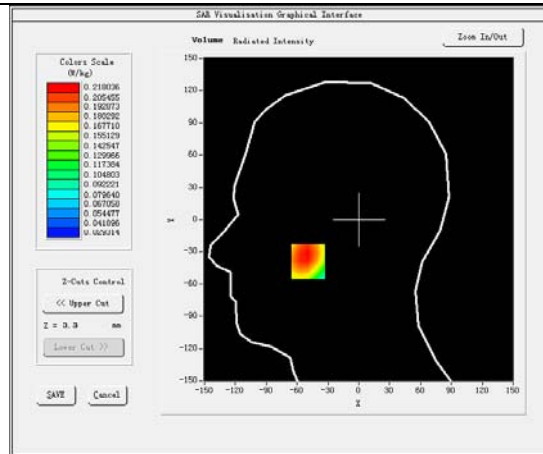 SAR Visualisation Graphical Interface
Volume Radiated Intensity
Zoom In/Out
Colors Scale
(W/kg)
0.218036
0.205455
0.192873
0.180292
0.167710
0.155129
0.142547
0.129966
0.117384
0.104803
0.092221
0.079640
0.067058
0.054477
0.041896
0.029314
150
120
90
60
30
0
-30
-60
-90
-120
-150
Y
-150 -120 -90 -60 -30 0 30 60 90 120 150
X
Z-Cuts Control
<< Upper Cut
Z = 3.3 mm
Lower Cut >>
SAVE Cancel